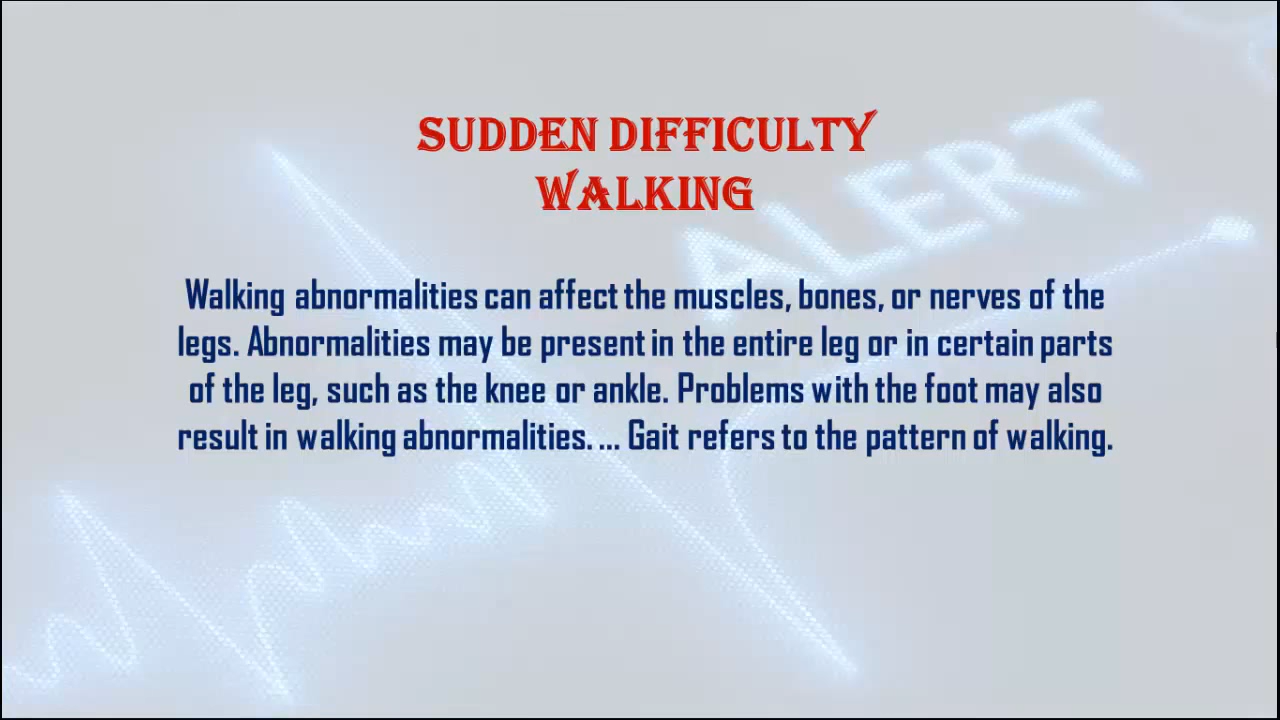 SUDDEN DIFFICULTY
WALKING
ALERT
Walking abnormalities can affect the muscles, bones, or nerves of the
legs. Abnormalities may be present in the entire leg or in certain parts
of the leg, such as the knee or ankle. Problems with the foot may also
result in walking abnormalities. ... Gait refers to the pattern of walking.